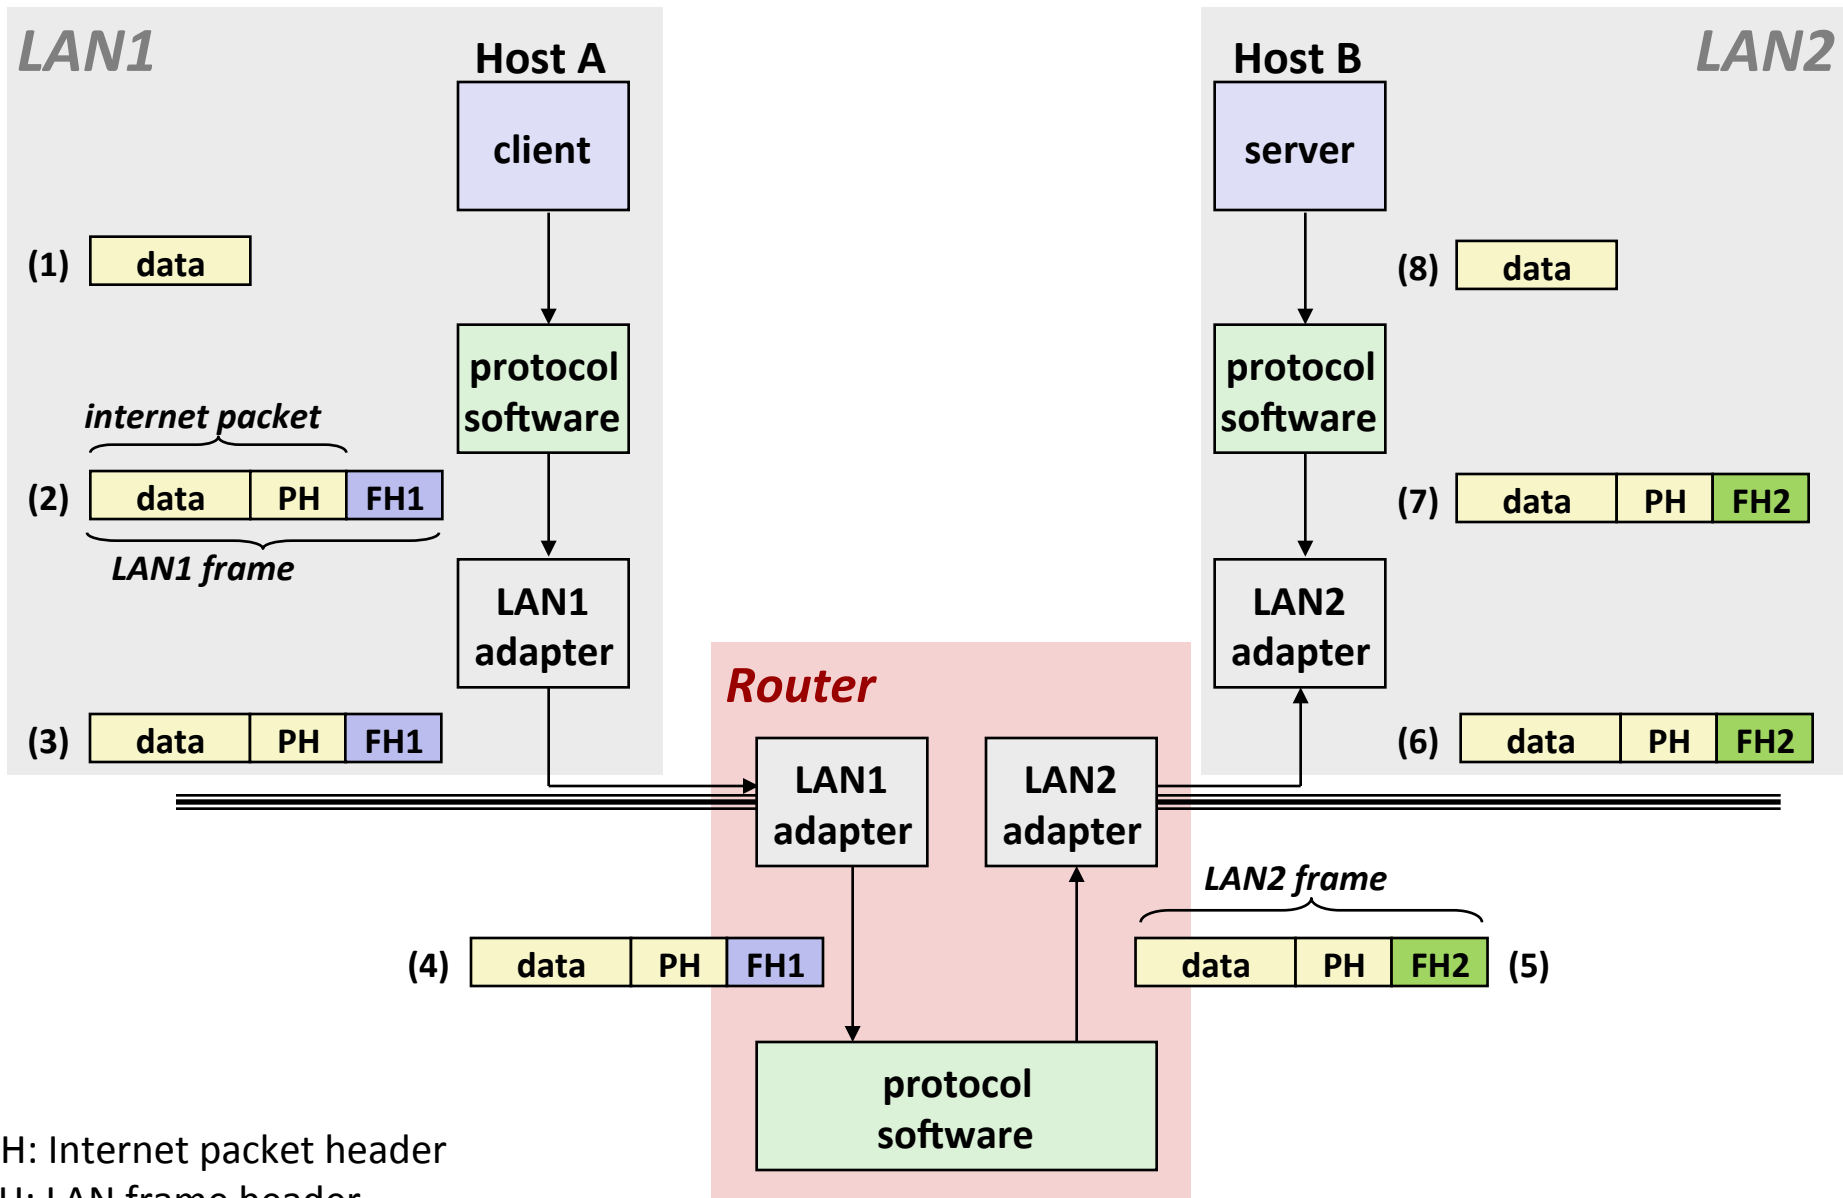 LAN1
Host A
Host B
LAN2
client
server
(1) data
(8) data
protocol
software
protocol
software
internet packet
(2) data PH FH1
(7) data PH FH2
LAN1 frame
LAN1
adapter
LAN2
adapter
Router
(3) data PH FH1
(6) data PH FH2
LAN1
adapter
LAN2
adapter
LAN2 frame
(4) data PH FH1
data PH FH2 (5)
protocol
software
H: Internet packet header
H: LAN frame header